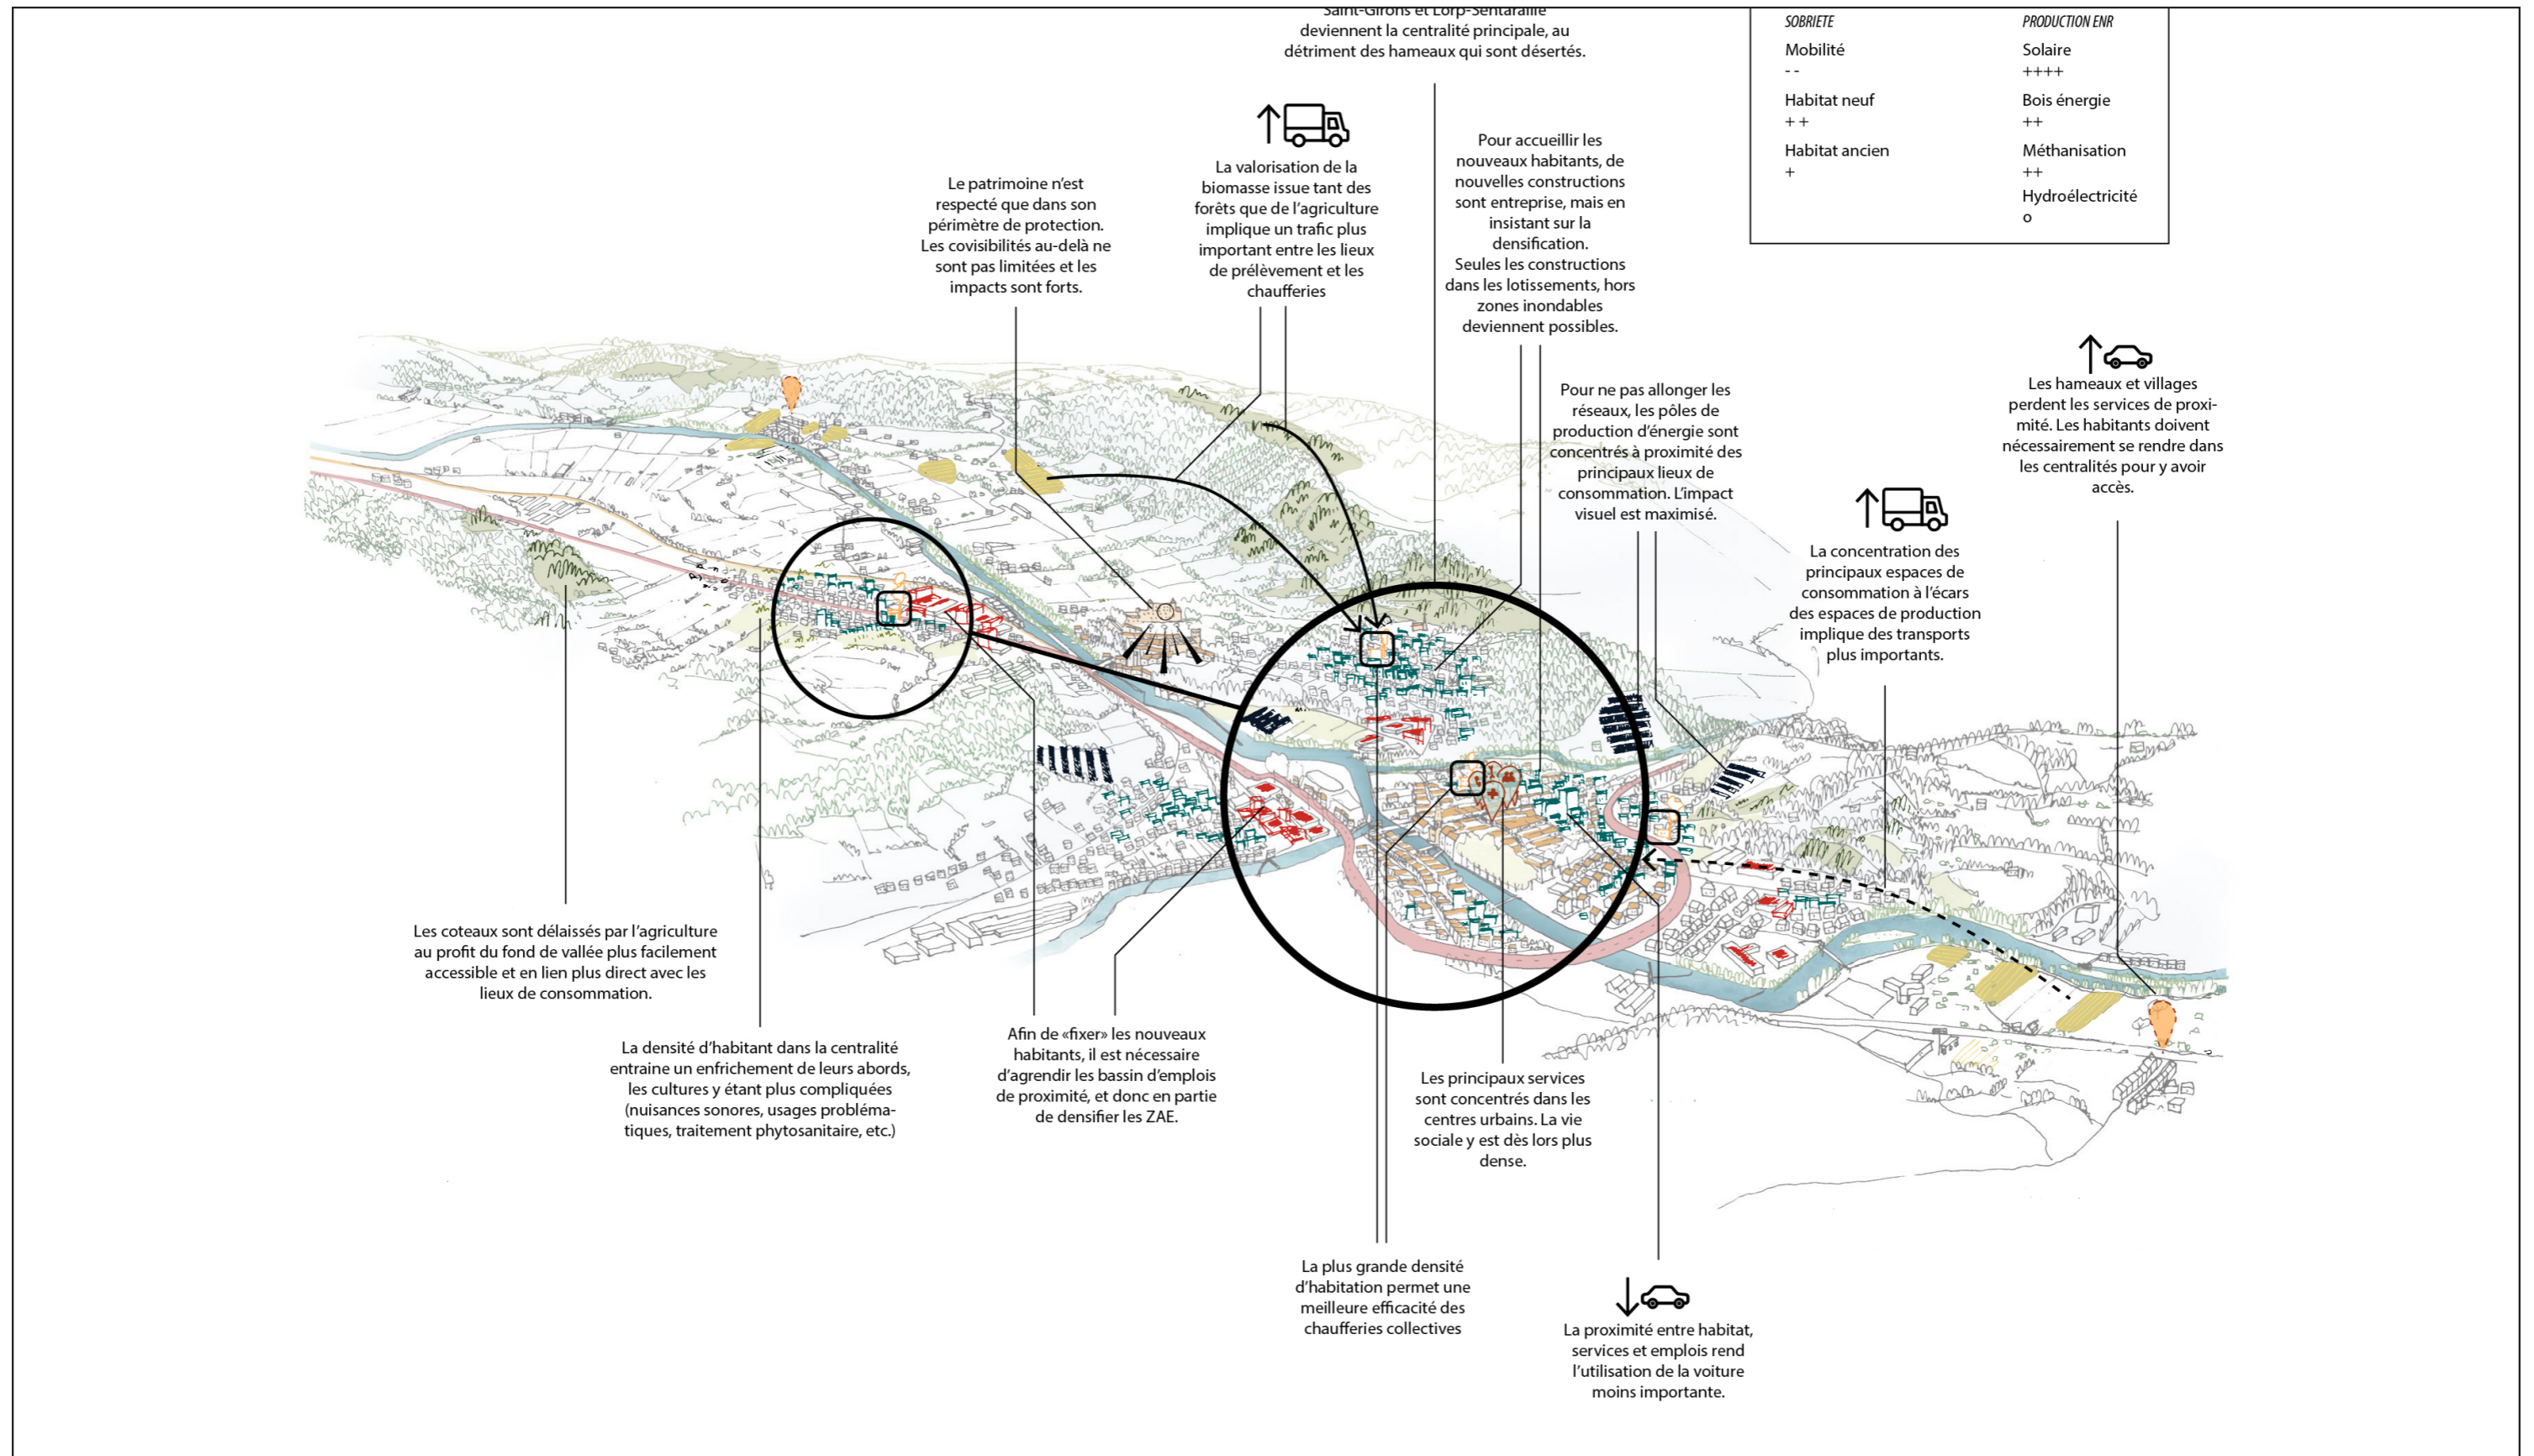 Saint-Girons et Lorp-Sentaraille
deviennent la centralité principale, au
détriment des hameaux qui sont désertés.
SOBRIETE
Mobilité
- -
Habitat neuf
+ +
Habitat ancien
+
PRODUCTION ENR
Solaire
++++
Bois énergie
++
Méthanisation
++
Hydroélectricité
o
Le patrimoine n'est
respecté que dans son
périmètre de protection.
Les covisibilités au-delà ne
sont pas limitées et les
impacts sont forts.
La valorisation de la
biomasse issue tant des
forêts que de l'agriculture
implique un trafic plus
important entre les lieux
de prélèvement et les
chaufferies
Pour accueillir les
nouveaux habitants, de
nouvelles constructions
sont entreprise, mais en
insistant sur la
densification.
Seules les constructions
dans les lotissements, hors
zones inondables
deviennent possibles.
Pour ne pas allonger les
réseaux, les pôles de
production d'énergie sont
concentrés à proximité des
principaux lieux de
consommation. L'impact
visuel est maximisé.
Les hameaux et villages
perdent les services de proxi-
mité. Les habitants doivent
nécessairement se rendre dans
les centralités pour y avoir
accès.
La concentration des
principaux espaces de
consommation à l'écars
des espaces de production
implique des transports
plus importants.
Les coteaux sont délaissés par l'agriculture
au profit du fond de vallée plus facilement
accessible et en lien plus direct avec les
lieux de consommation.
La densité d'habitant dans la centralité
entraine un enfrichement de leurs abords,
les cultures y étant plus compliquées
(nuisances sonores, usages probléma-
tiques, traitement phytosanitaire, etc.)
Afin de «fixer» les nouveaux
habitants, il est nécessaire
d'agrendir les bassin d'emplois
de proximité, et donc en partie
de densifier les ZAE.
Les principaux services
sont concentrés dans les
centres urbains. La vie
sociale y est dès lors plus
dense.
La plus grande densité
d'habitation permet une
meilleure efficacité des
chaufferies collectives
La proximité entre habitat,
services et emplois rend
l'utilisation de la voiture
moins importante.